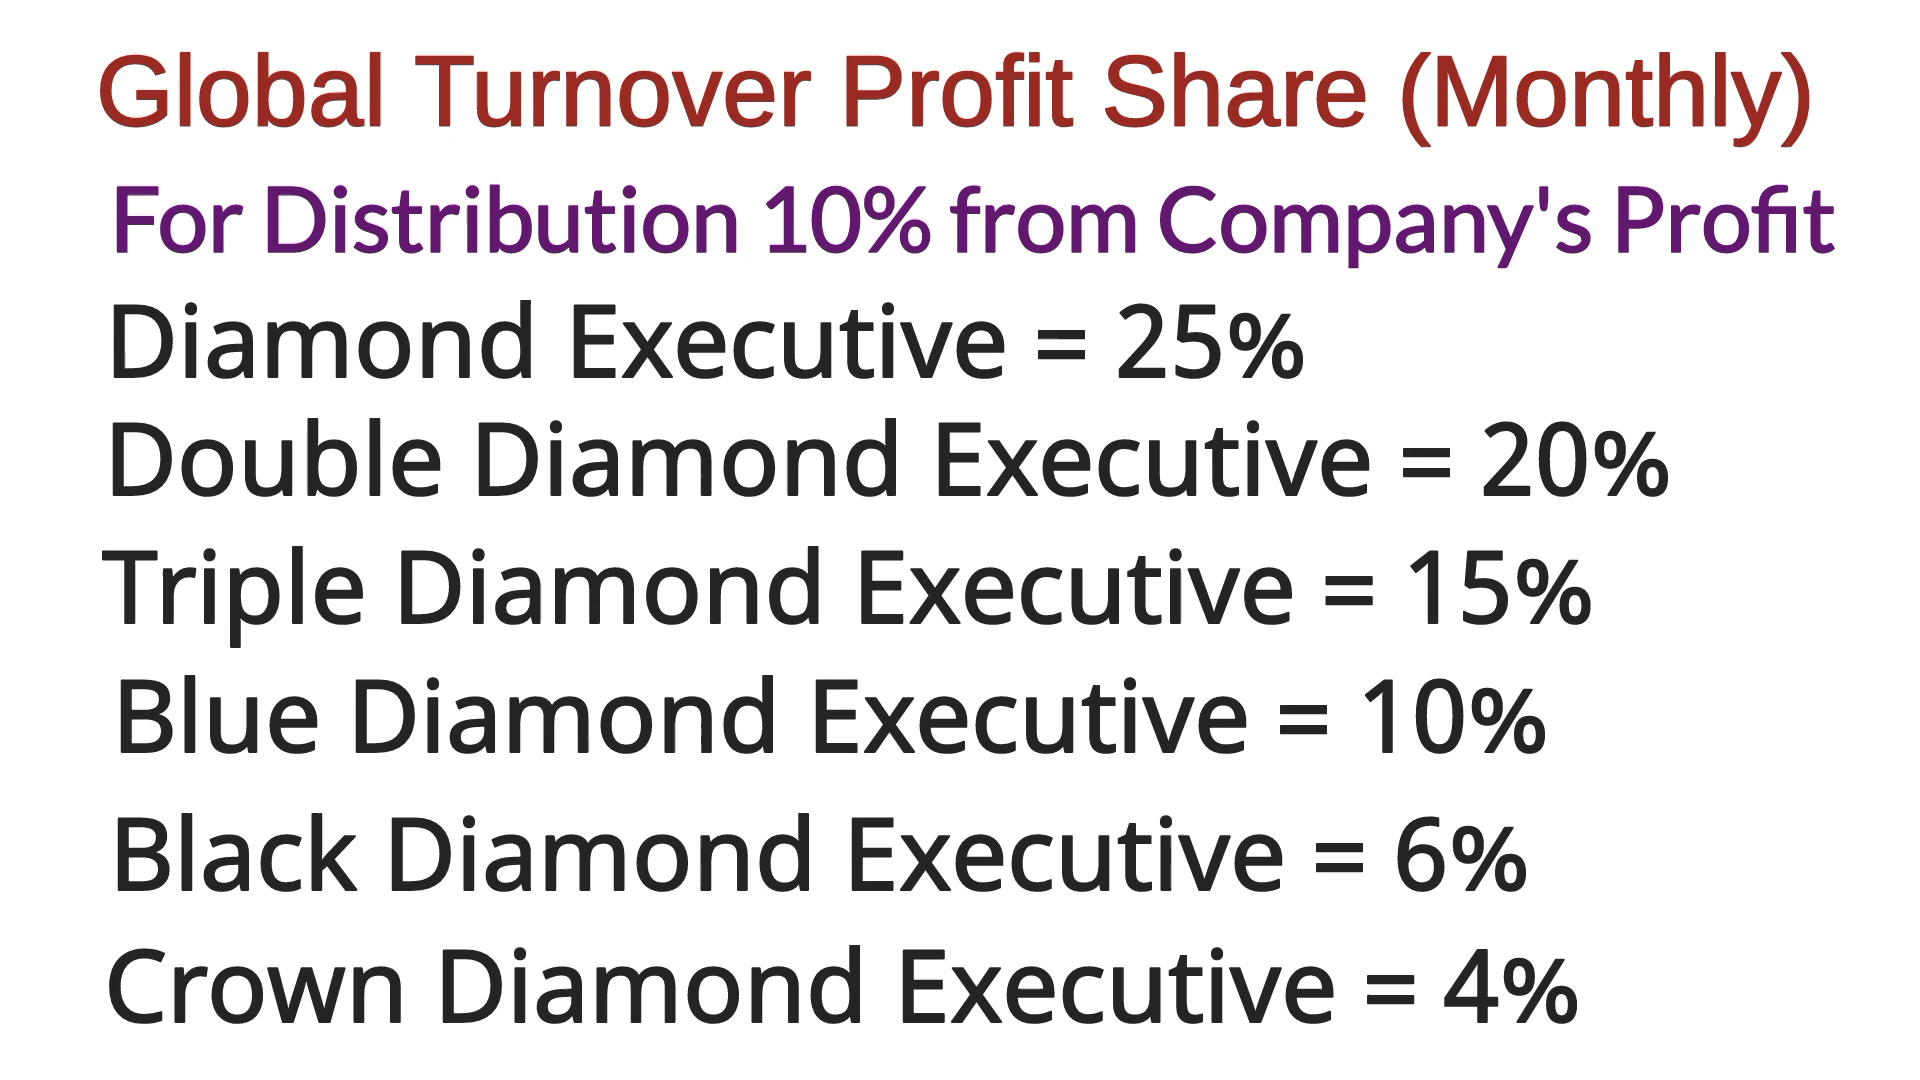 Global Turnover Profit Share (Monthly)
For Distribution 10% from Company's Profit
Diamond Executive = 25%
Double Diamond Executive = 20%
Triple Diamond Executive = 15%
Blue Diamond Executive = 10%
Black Diamond Executive = 6%
Crown Diamond Executive = 4%